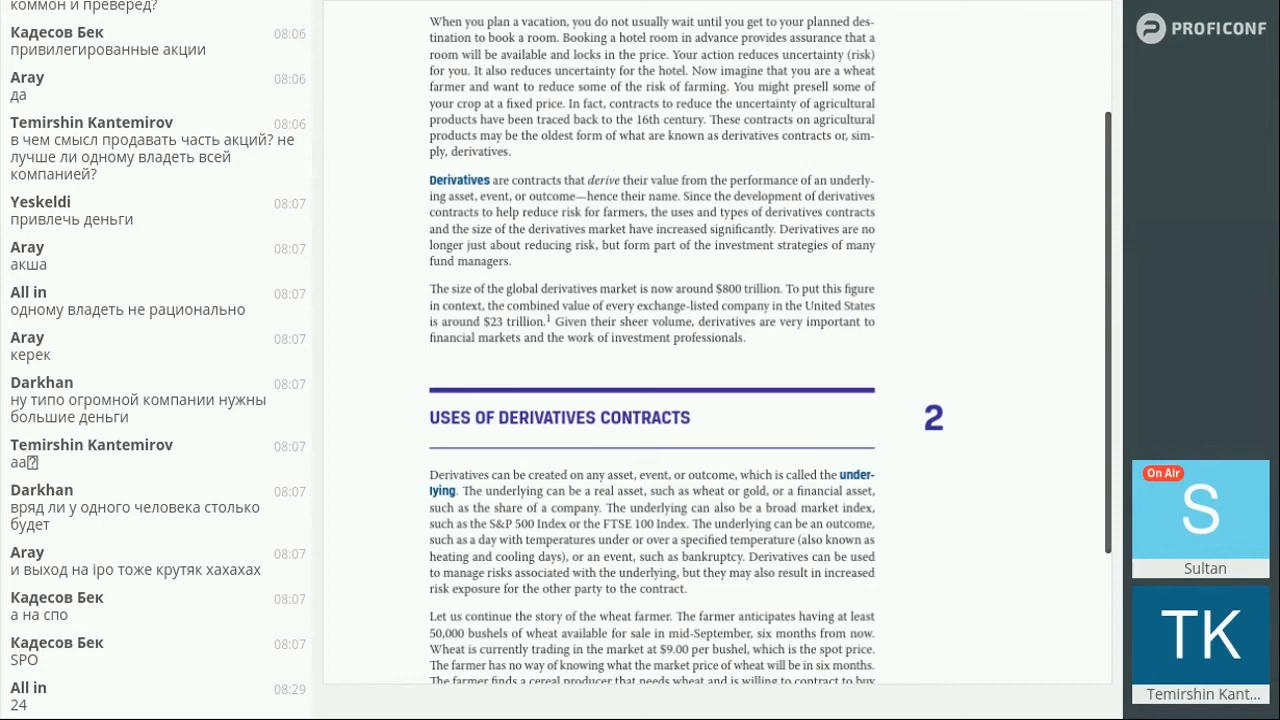 коммон и преверед?
Кадесов Бек 08:06
привилегированные акции
Aray 08:06
да
Temirshin Kantemirov 08:06
в чем смысл продавать часть акций? не
лучше ли одному владеть всей
компанией?
Yeskeldi 08:07
привлечь деньги
Aray 08:07
акша
All in 08:07
одному владеть не рационально
Aray 08:07
керек
Darkhan 08:07
ну типо огромной компании нужны
большие деньги
Temirshin Kantemirov 08:07
аа
Darkhan 08:07
вряд ли у одного человека столько
будет
Aray 08:07
и выход на ipo тоже крутяк хахахах
Кадесов Бек 08:07
а на спо
Кадесов Бек 08:07
SPO
All in 08:29
24
When you plan a vacation, you do not usually wait until you get to your planned des-
tination to book a room. Booking a hotel room in advance provides assurance that a
room will be available and locks in the price. Your action reduces uncertainty (risk)
for you. It also reduces uncertainty for the hotel. Now imagine that you are a wheat
farmer and want to reduce some of the risk of farming. You might presell some of
your crop at a fixed price. In fact, contracts to reduce the uncertainty of agricultural
products have been traced back to the 16th century. These contracts on agricultural
products may be the oldest form of what are known as derivatives contracts or, sim-
ply, derivatives.
Derivatives are contracts that derive their value from the performance of an underly-
ing asset, event, or outcome—hence their name. Since the development of derivatives
contracts to help reduce risk for farmers, the uses and types of derivatives contracts
and the size of the derivatives market have increased significantly. Derivatives are no
longer just about reducing risk, but form part of the investment strategies of many
fund managers.
The size of the global derivatives market is now around $800 trillion. To put this figure
in context, the combined value of every exchange-listed company in the United States
is around $23 trillion.1 Given their sheer volume, derivatives are very important to
financial markets and the work of investment professionals.
USES OF DERIVATIVES CONTRACTS 2
Derivatives can be created on any asset, event, or outcome, which is called the under-
lying. The underlying can be a real asset, such as wheat or gold, or a financial asset,
such as the share of a company. The underlying can also be a broad market index,
such as the S&P 500 Index or the FTSE 100 Index. The underlying can be an outcome,
such as a day with temperatures under or over a specified temperature (also known as
heating and cooling days), or an event, such as bankruptcy. Derivatives can be used
to manage risks associated with the underlying, but they may also result in increased
risk exposure for the other party to the contract.
Let us continue the story of the wheat farmer. The farmer anticipates having at least
50,000 bushels of wheat available for sale in mid-September, six months from now.
Wheat is currently trading in the market at $9.00 per bushel, which is the spot price.
The farmer has no way of knowing what the market price of wheat will be in six months.
The farmer finds a cereal producer that needs wheat and is willing to contract to buy
PROFICONF
On Air
S
Sultan
TK
Temirshin Kant...